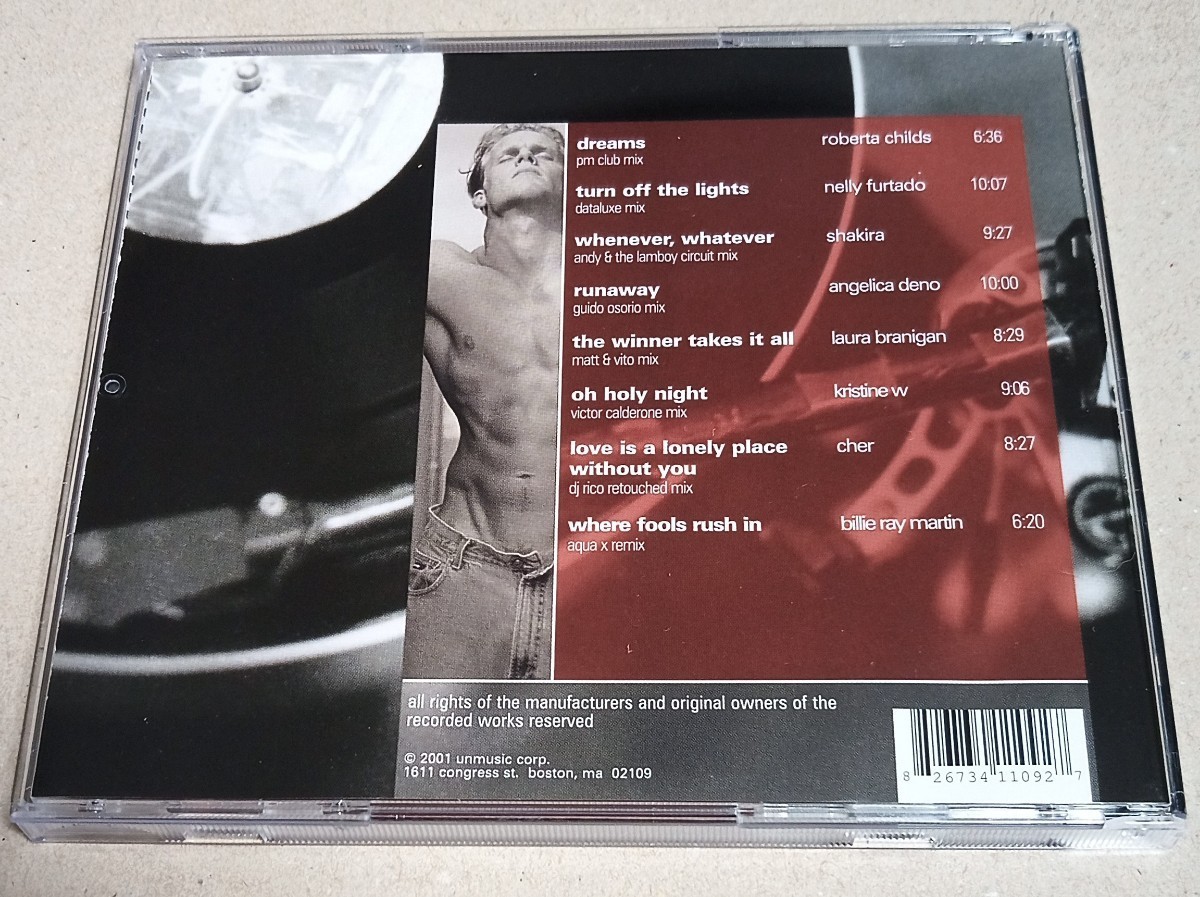 dreams roberta childs 6:36
pm club mix
turn off the lights nelly furtado 10:07
dataluxe mix
whenever, whatever shakira 9:27
andy & the lamboy circuit mix
runaway angelica deno 10:00
guido osorio mix
the winner takes it all laura branigan 8:29
matt & vito mix
oh holy night kristine w 9:06
victor calderone mix
love is a lonely place cher 8:27
without you
dj rico retouched mix
where fools rush in billie ray martin 6:20
aqua x remix
all rights of the manufacturers and original owners of the
recorded works reserved
© 2001 unmusic corp.
1611 congress st. boston, ma 02109
8 26734 11092 7